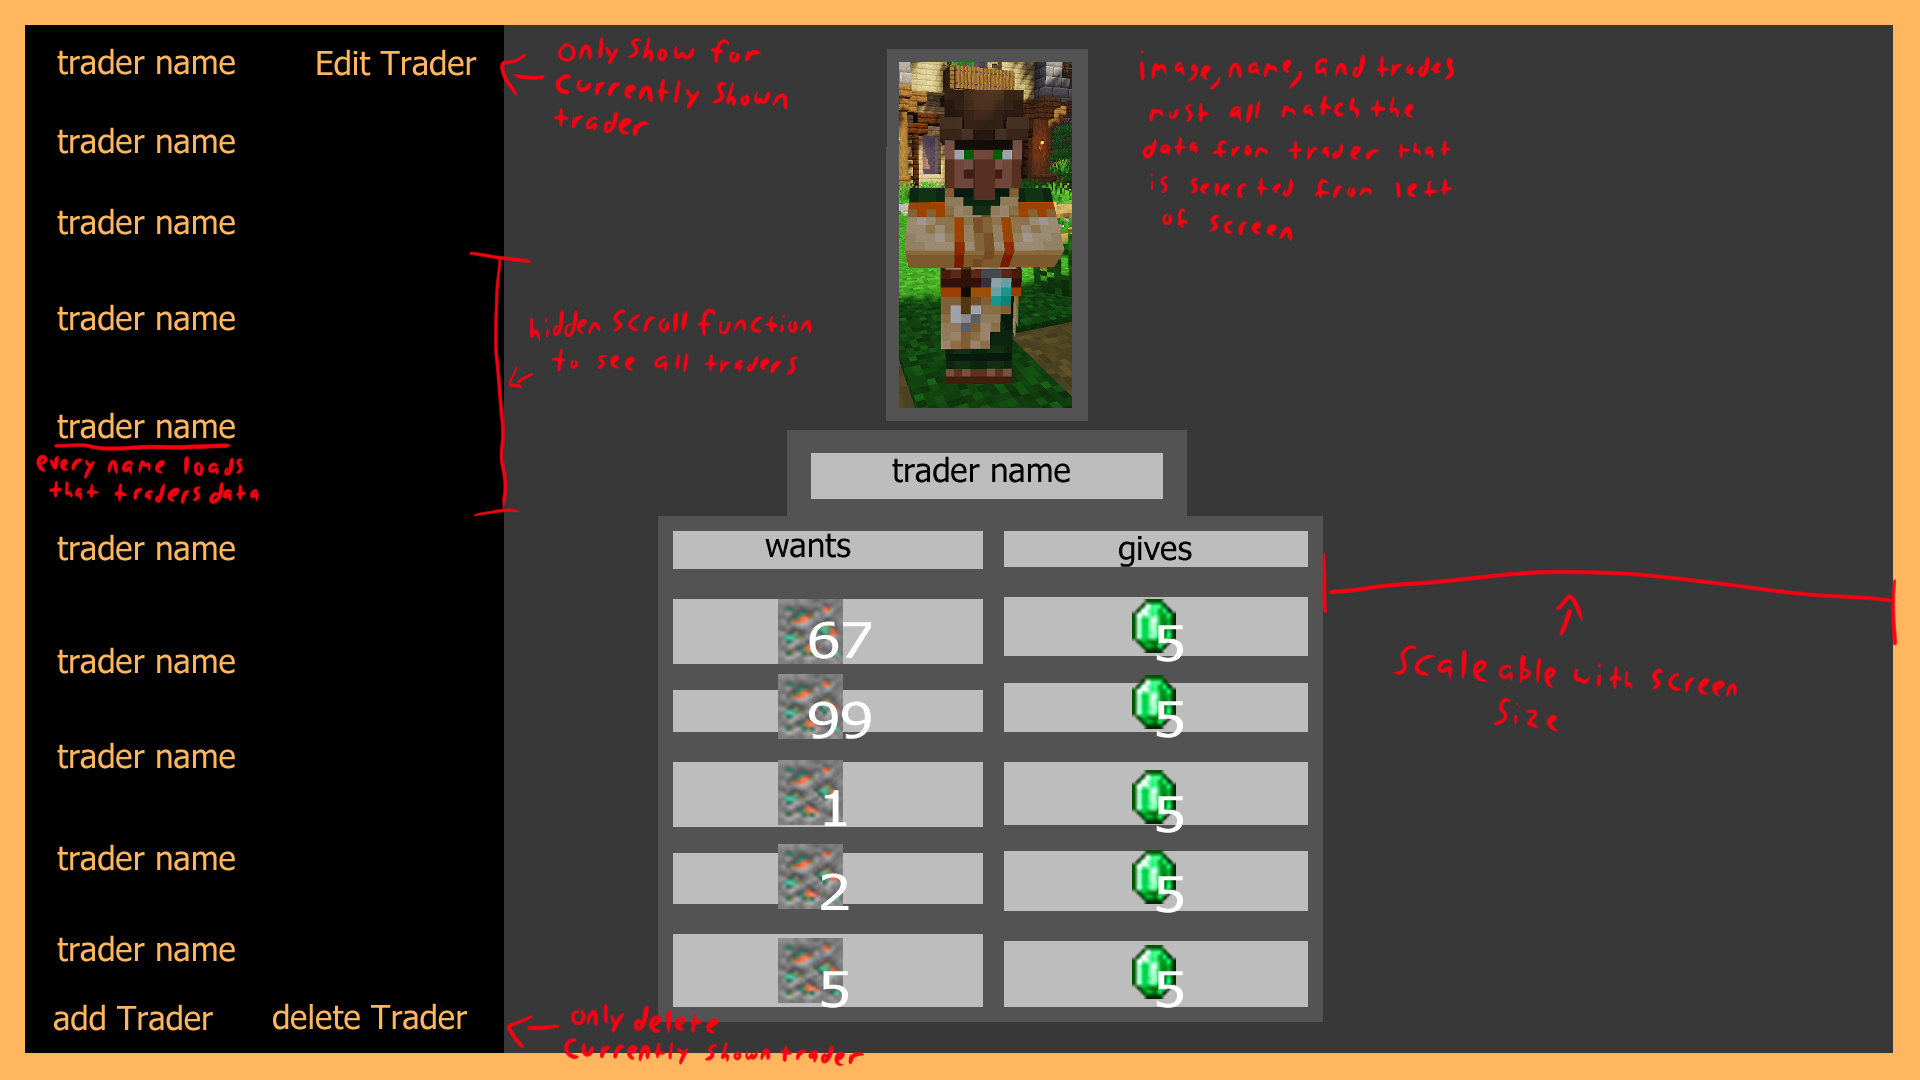 trader name
Edit Trader
only show for
Currently shown
trader
image, name, and trades
must all match the
data from trader that
is selected from left
of screen
trader name
trader name
trader name
hidden scroll function
to see all traders
trader name
every name loads
that traders data
trader name
wants
gives
trader name
67
5
99
5
1
5
2
5
5
5
Scaleable with screen
Size
trader name
trader name
trader name
trader name
add Trader
delete Trader
only delete
Currently shown trader